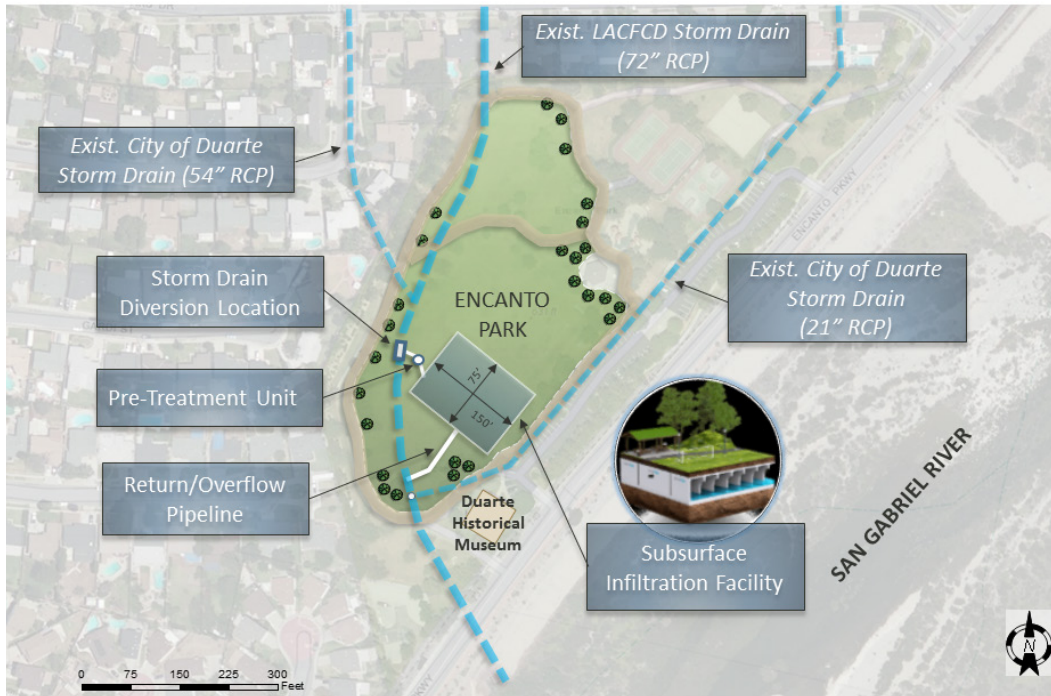 Exist. LACFCD Storm Drain
(72” RCP)
Exist. City of Duarte
Storm Drain (54” RCP)
Storm Drain
Diversion Location
ENCANTO
PARK
Exist. City of Duarte
Storm Drain
(21” RCP)
ENCANTO PKWY
Pre-Treatment Unit
75'
150'
Return/Overflow
Pipeline
Duarte
Historical
Museum
Subsurface
Infiltration Facility
SAN GABRIEL RIVER
0 75 150 225 300
Feet
N